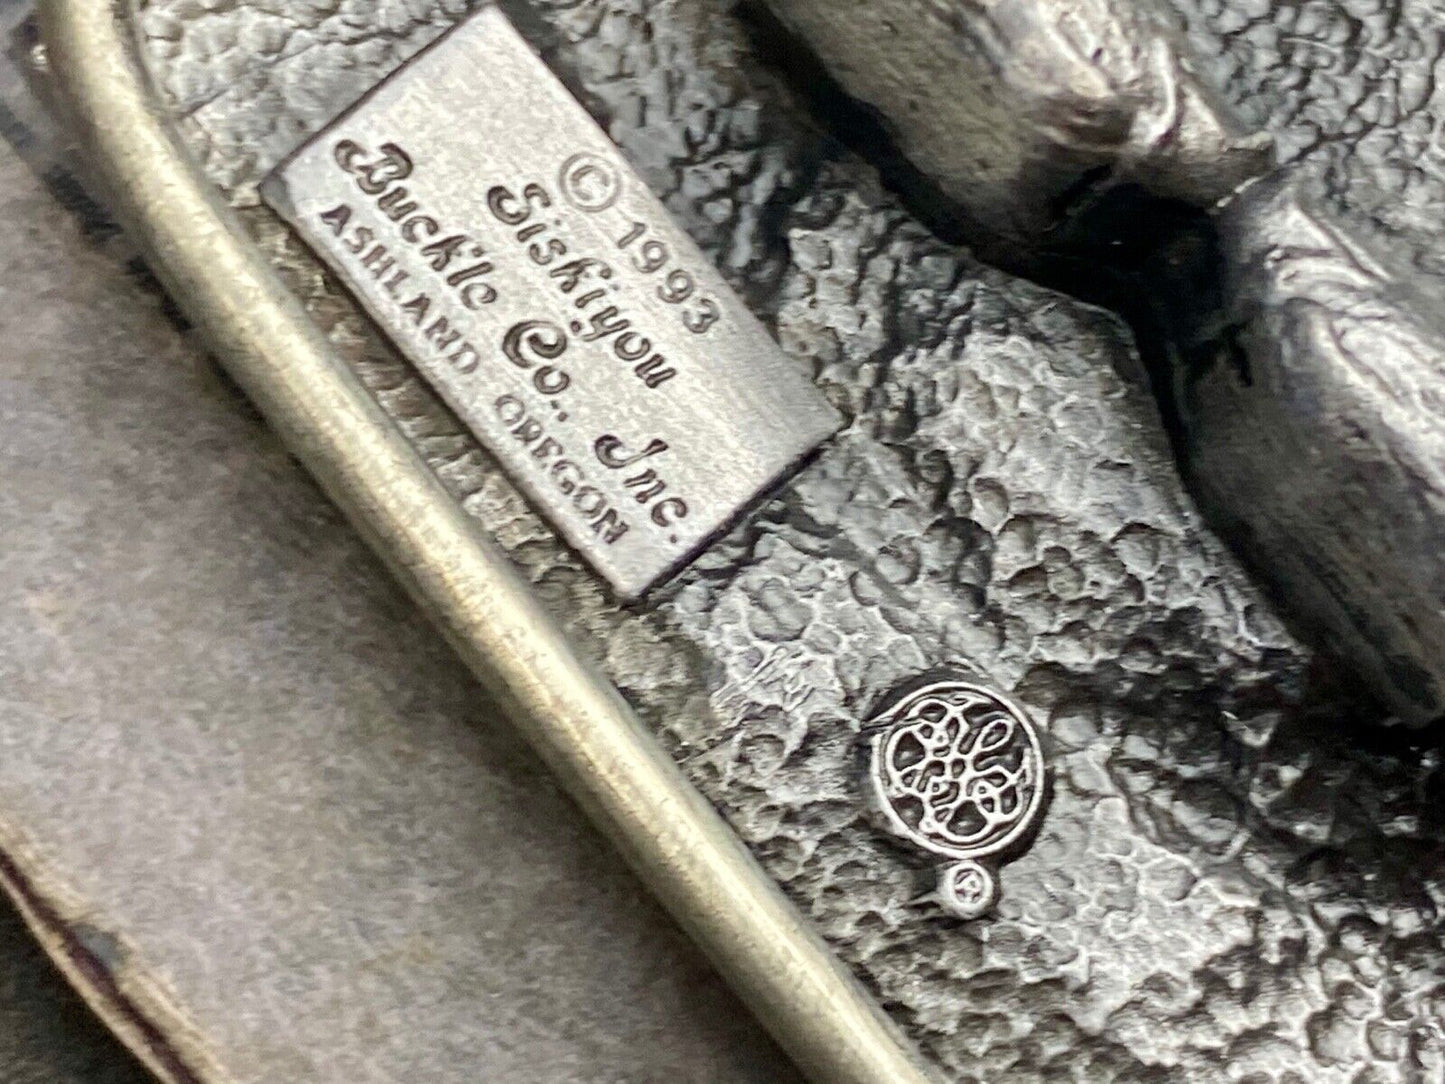 © 1993
Siskiyou
Buckle Co., Inc.
ASHLAND OREGON